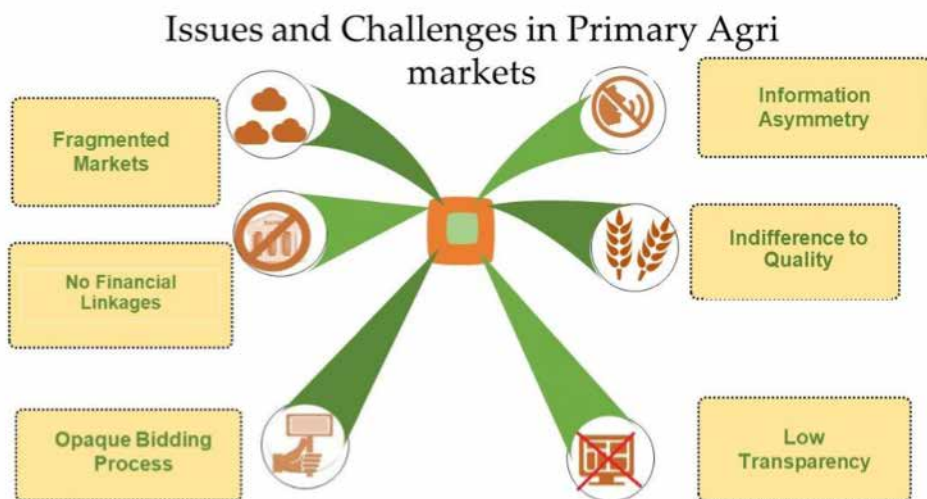 Issues and Challenges in Primary Agri
markets
Fragmented
Markets
Information
Asymmetry
No Financial
Linkages
Indifference to
Quality
Opaque Bidding
Process
Low
Transparency